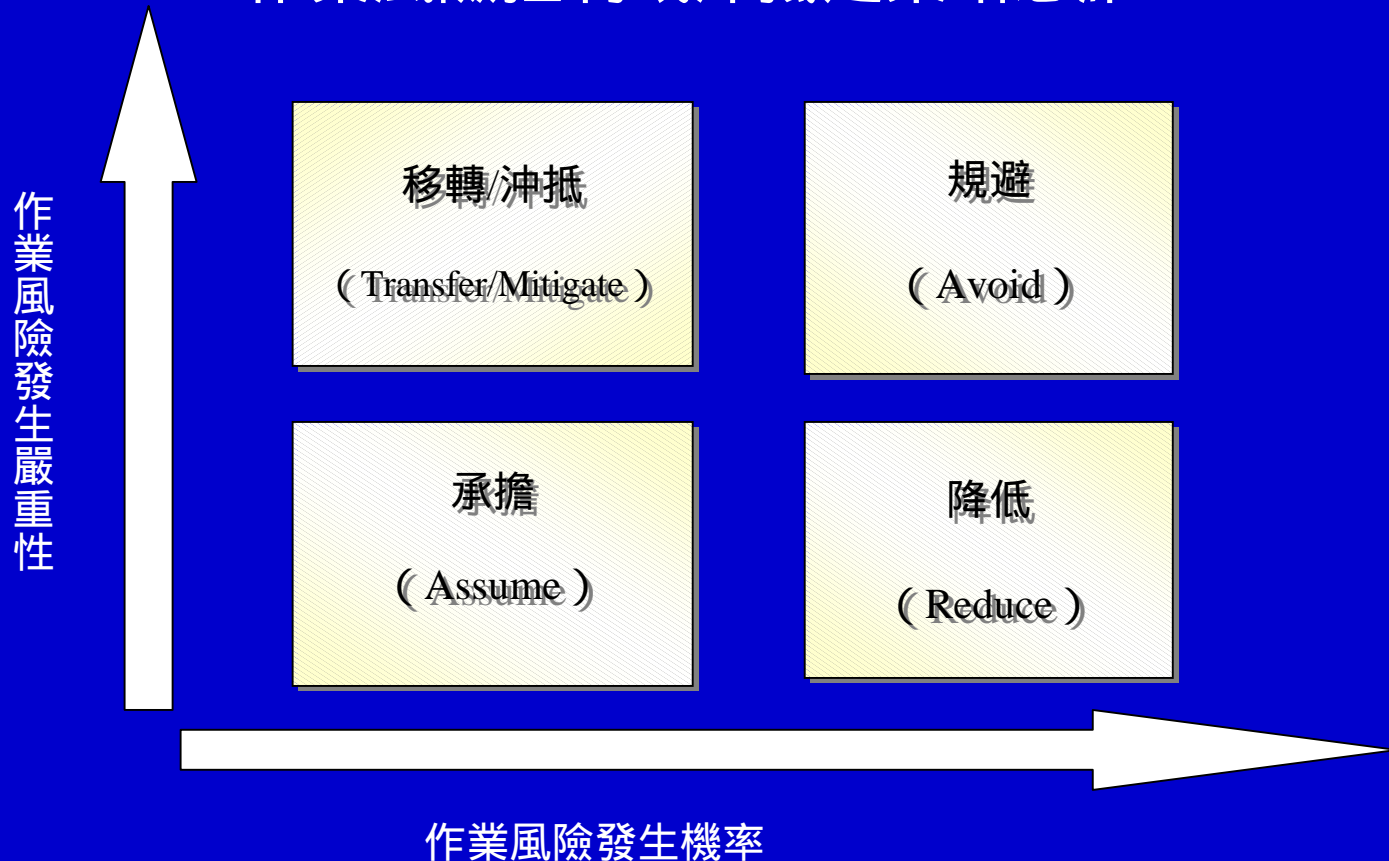 作業風險發生嚴重性
移轉/沖抵
（Transfer/Mitigate）
規避
（Avoid）
承擔
（Assume）
降低
（Reduce）
作業風險發生機率